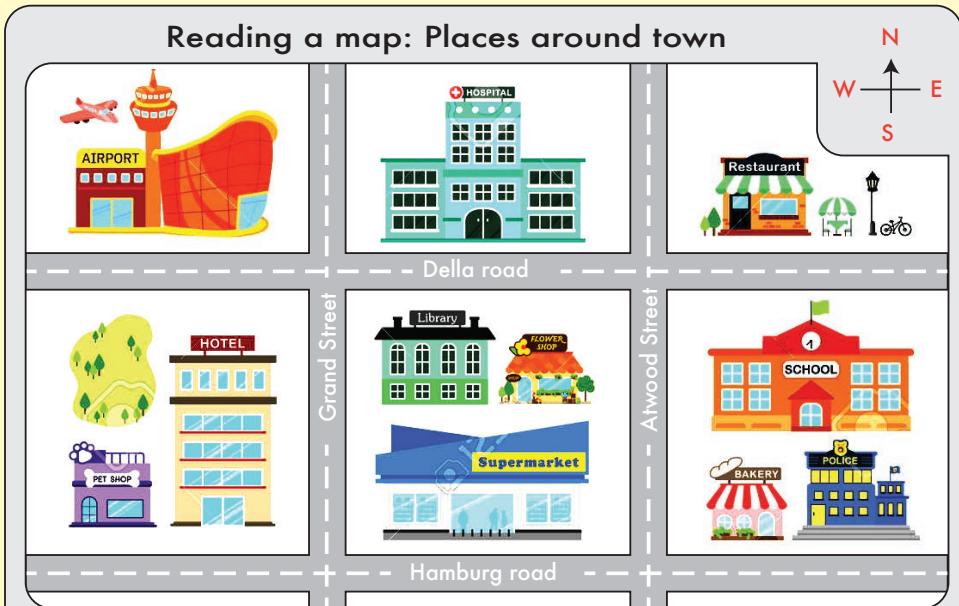 Reading a map: Places around town
N
W E
S
AIRPORT
HOSPITAL
Restaurant
Della road
Grand Street
Atwood Street
HOTEL
Library
FLOWER
SHOP
1
SCHOOL
PET SHOP
Supermarket
BAKERY
POLICE
Hamburg road